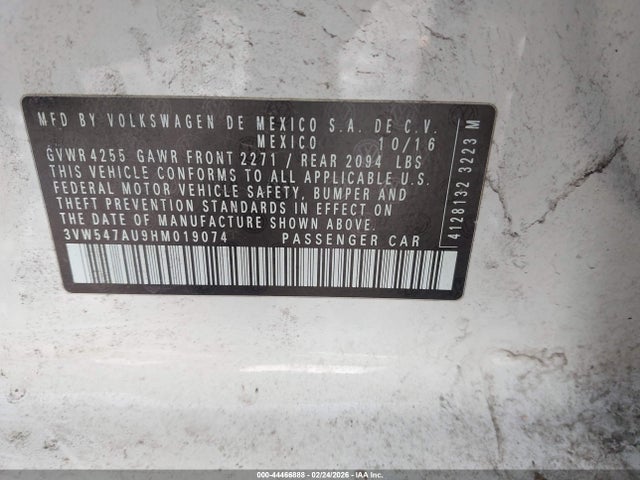 MFD BY VOLKSWAGEN DE MEXICO S.A. DE C.V.
MEXICO 10/16
GVWR 4255 GAWR FRONT 2271 / REAR 2094 LBS
THIS VEHICLE CONFORMS TO ALL APPLICABLE U.S.
FEDERAL MOTOR VEHICLE SAFETY, BUMPER AND
THEFT PREVENTION STANDARDS IN EFFECT ON THE
DATE OF MANUFACTURE SHOWN ABOVE.
3VW547AU9HM019074 PASSENGER CAR
4128132 3223 M
000-44466888 - 02/24/2026 - IAA Inc.